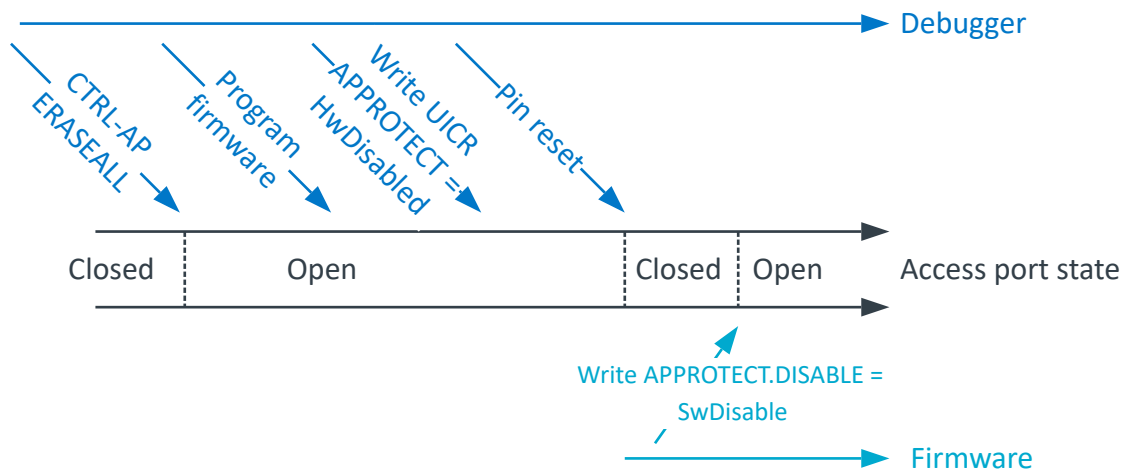 Debugger
CTRL-AP
ERASEALL
Program
firmware
Write UICR
APPROTECT =
HwDisabled
Pin reset
Closed
Open
Closed
Open
Access port state
Write APPROTECT.DISABLE =
SwDisable
Firmware